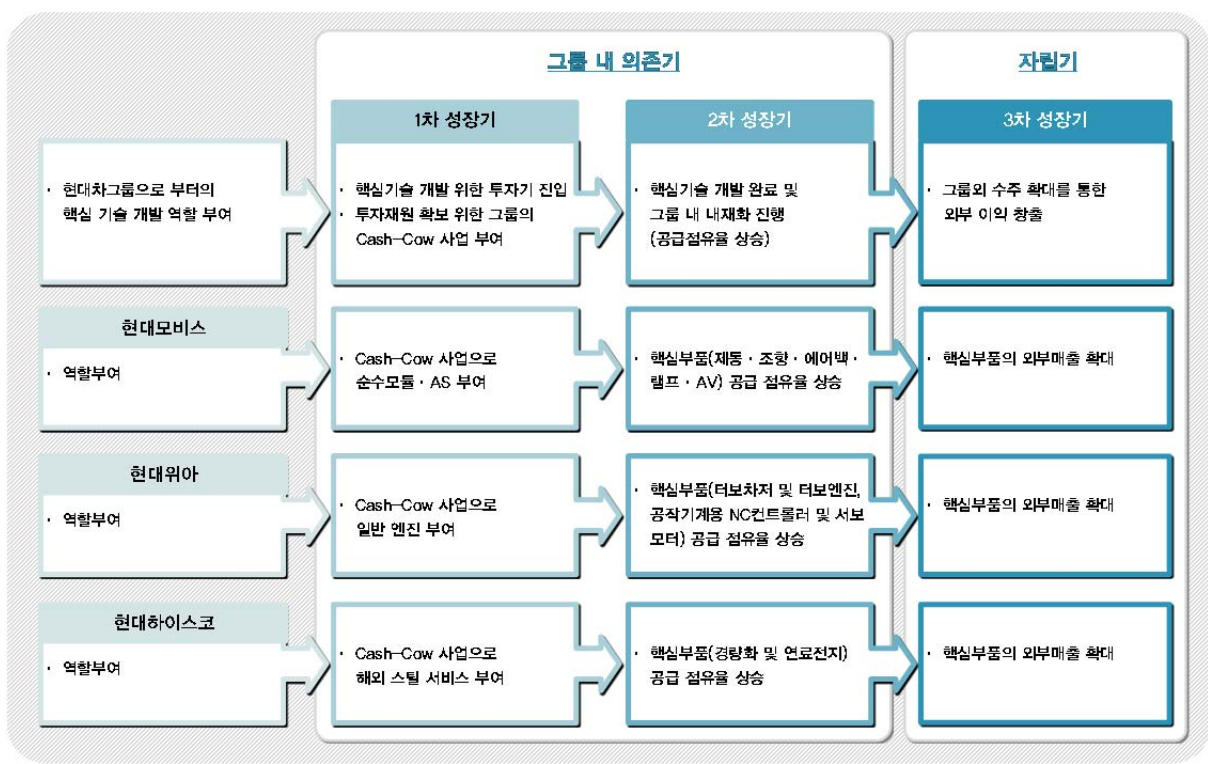 그룹 내 의존기
자립기
1차 성장기
2차 성장기
3차 성장기
· 현대차그룹으로 부터의
핵심 기술 개발 역할 부여
· 핵심기술 개발 위한 투자기 진입
· 투자재원 확보 위한 그룹의
Cash-Cow 사업 부여
· 핵심기술 개발 완료 및
그룹 내 내재화 진행
(공급점유율 상승)
· 그룹외 수주 확대를 통한
외부 이익 창출
현대모비스
· 역할부여
· Cash-Cow 사업으로
순수모듈 · AS 부여
· 핵심부품(제동 · 조향 · 에어백 ·
램프 · AV) 공급 점유율 상승
· 핵심부품의 외부매출 확대
현대위아
· 역할부여
· Cash-Cow 사업으로
일반 엔진 부여
· 핵심부품(터보차저 및 터보엔진,
공작기계용 NC컨트롤러 및 서보
모터) 공급 점유율 상승
· 핵심부품의 외부매출 확대
현대하이스코
· 역할부여
· Cash-Cow 사업으로
해외 스틸 서비스 부여
· 핵심부품(경량화 및 연료전지)
공급 점유율 상승
· 핵심부품의 외부매출 확대